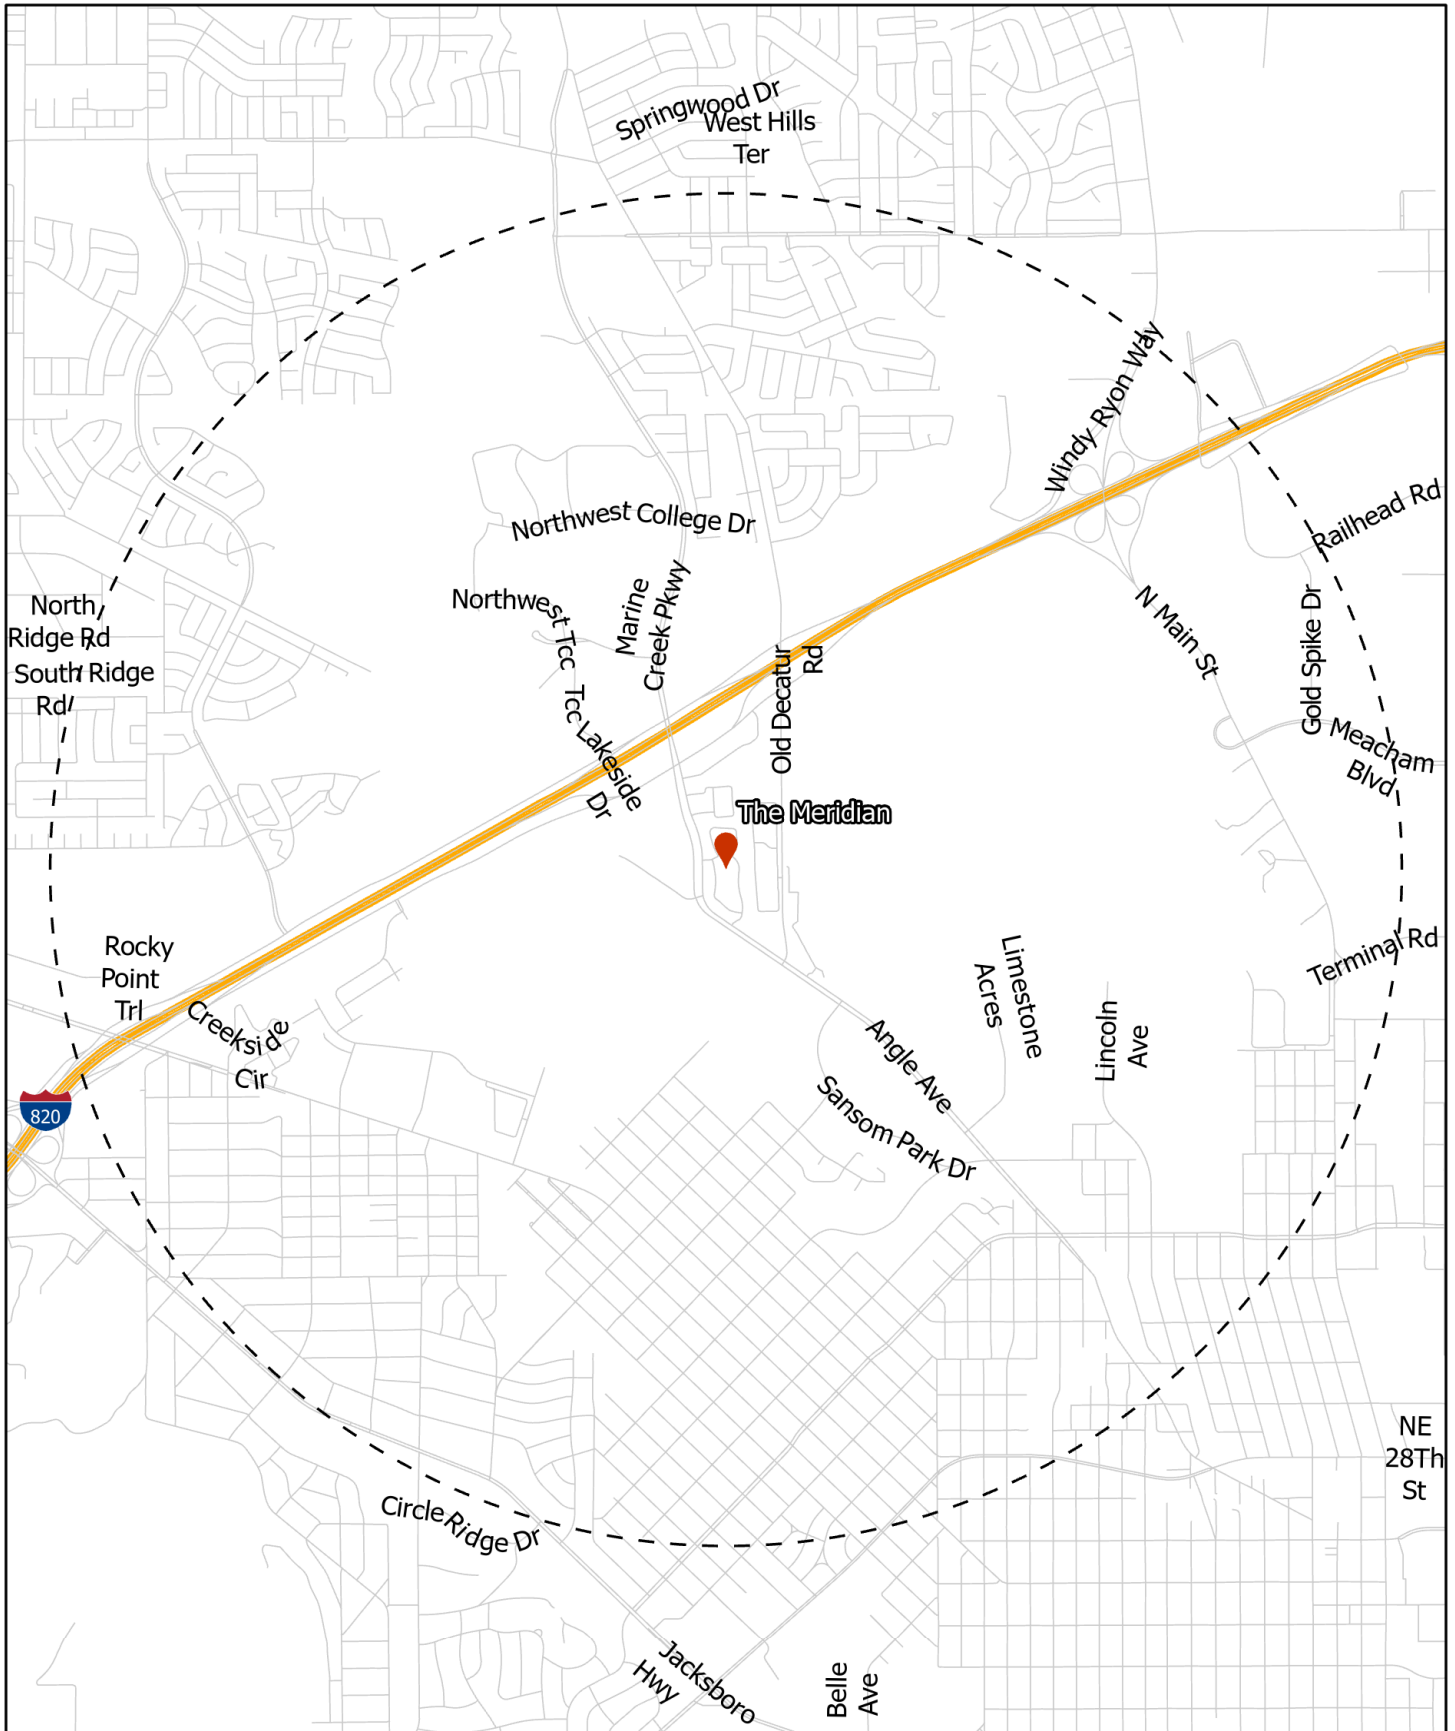 Springwood Dr
West Hills
Ter
Windy Ryon Way
Railhead Rd
Northwest College Dr
Northwest Tcc
Marine
Creek Pkwy
North
Ridge Rd
South Ridge
Rd
N Main St
Gold Spike Dr
Old Decatur
Rd
Tcc Lakeside
Dr
Meacham
Blvd
The Meridian
Rocky
Point
Trl
Creekside
Cir
Limestone
Acres
Terminal Rd
Lincoln
Ave
Angle Ave
820
Sansom Park Dr
NE
28Th
St
Circle Ridge Dr
Jacksboro
Hwy
Belle
Ave